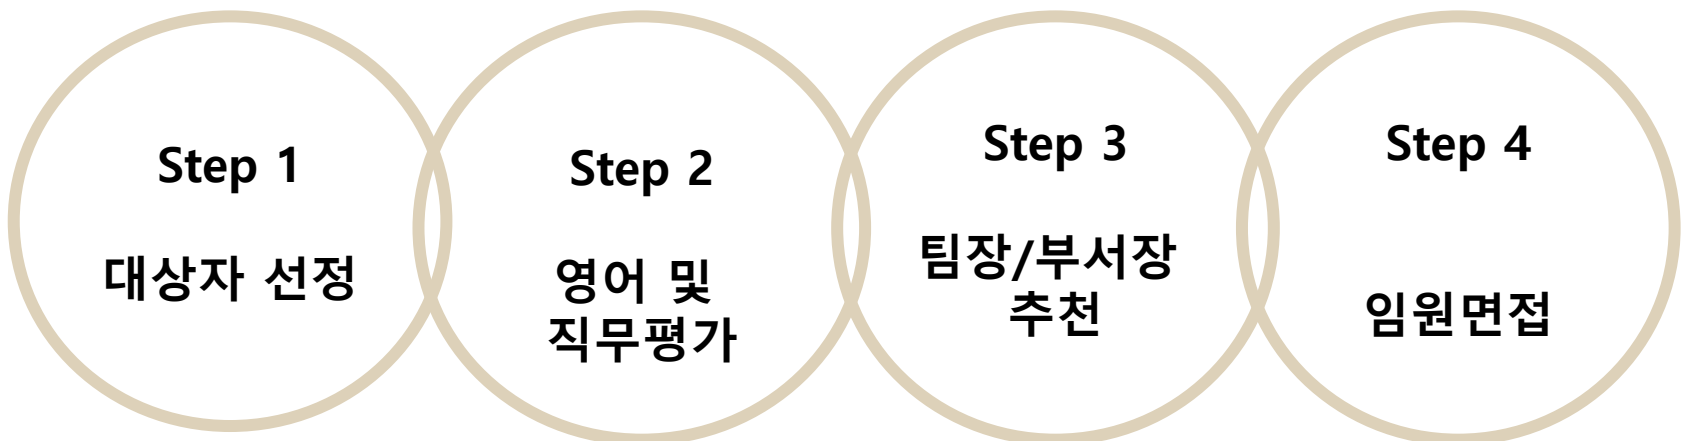 Step 1
대상자 선정
Step 2
영어 및
직무평가
Step 3
팀장/부서장
추천
Step 4
임원면접